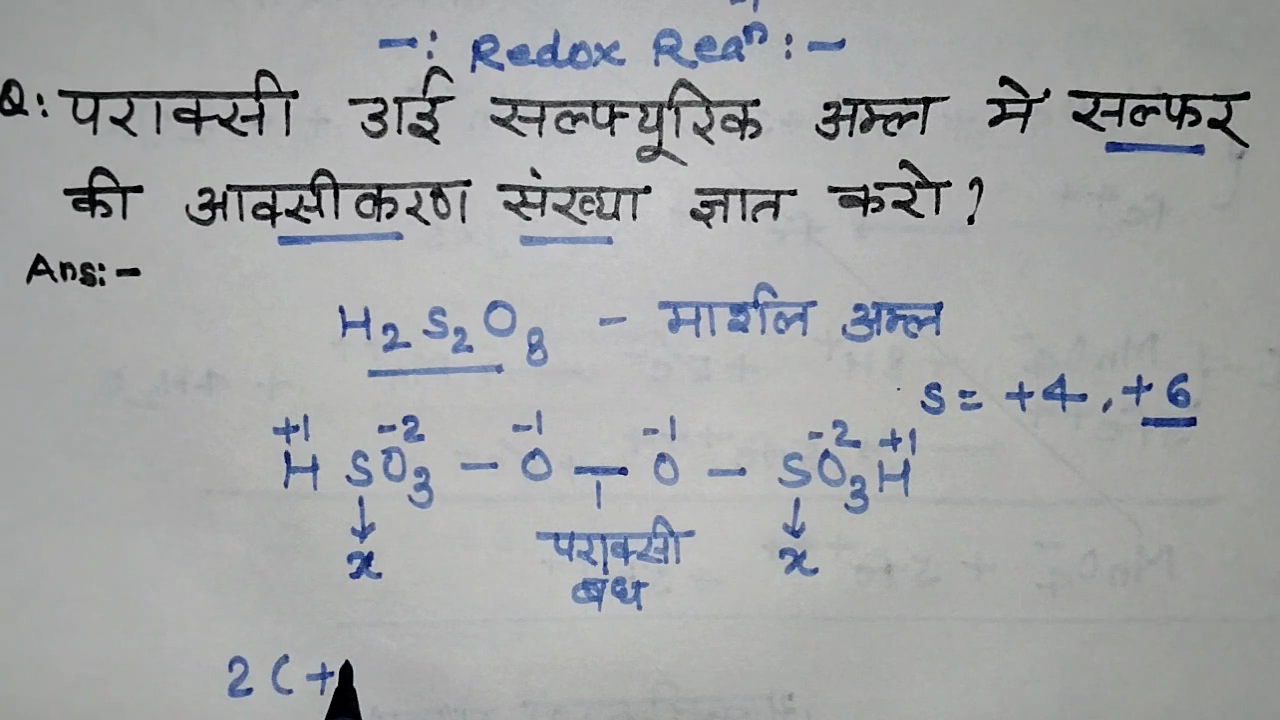 -: Redox Reaⁿ :-
Q: पराक्सी डाई सल्फ्यूरिक अम्ल में सल्फर
की आक्सीकरण संख्या ज्ञात करो?
Ans:-
H₂S₂O₈ - मार्शल अम्ल
S = +4, +6
+1 -2 -1 -1 -2 +1
H SO₃ - O - O - SO₃H
↓ ↓
x पराक्सी x
बंध
2(+